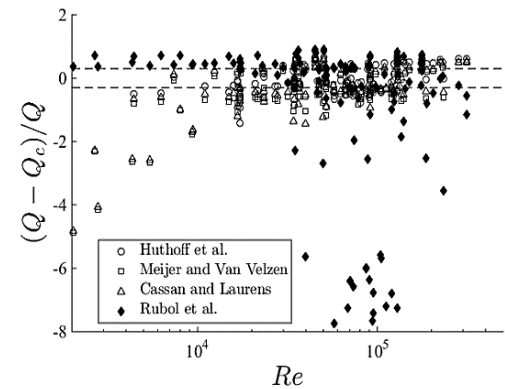 2
0
-2
-4
-6
-8
(Q − Q_c)/Q
Huthoff et al.
Meijer and Van Velzen
Cassan and Laurens
Rubol et al.
10^4
10^5
Re